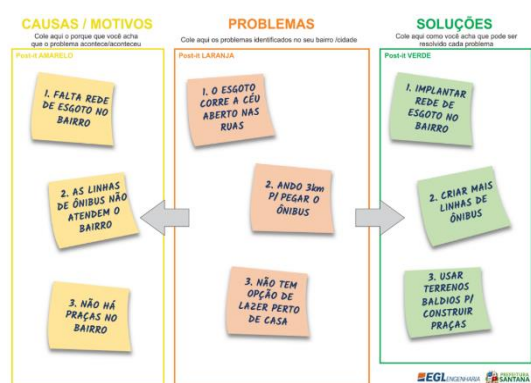 CAUSAS / MOTIVOS
Cole aqui o porque que você acha
que o problema acontece/aconteceu
Post-it AMARELO
1. FALTA REDE
DE ESGOTO NO
BAIRRO
2. AS LINHAS
DE ÔNIBUS NÃO
ATENDEM O
BAIRRO
3. NÃO HÁ
PRAÇAS NO
BAIRRO
PROBLEMAS
Cole aqui os problemas identificados no seu bairro /cidade
Post-it LARANJA
1. O ESGOTO
CORRE A CÉU
ABERTO NAS
RUAS
2. ANDO 3km
P/ PEGAR O
ÔNIBUS
3. NÃO TEM
OPÇÃO DE
LAZER PERTO
DE CASA
SOLUÇÕES
Cole aqui como você acha que pode ser
resolvido cada problema
Post-it VERDE
1. IMPLANTAR
REDE DE
ESGOTO NO
BAIRRO
2. CRIAR MAIS
LINHAS DE
ÔNIBUS
3. USAR
TERRENOS
BALDIOS P/
CONSTRUIR
PRAÇAS
EGL ENGENHARIA
PREFEITURA
SANTANA